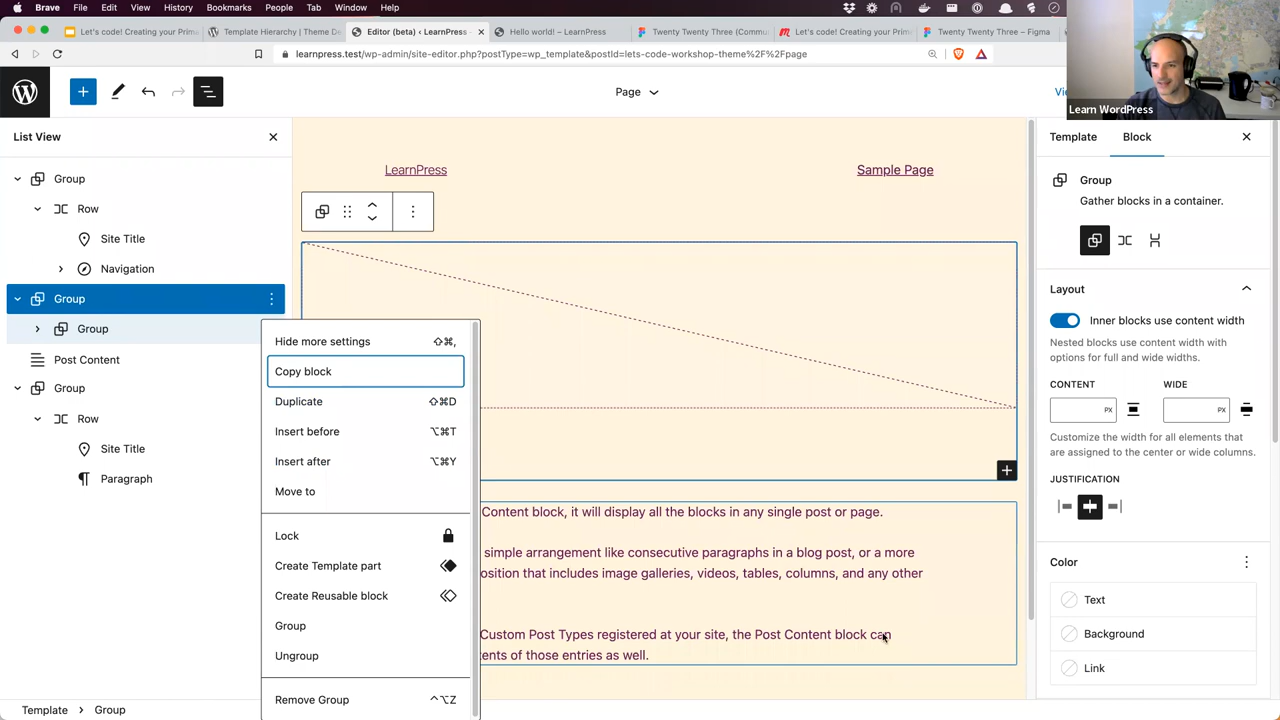 Brave File Edit View History Bookmarks People Tab Window Help
Let's code! Creating your Prim
Template Hierarchy | Theme De
Editor (beta) ‹ LearnPress -
Hello world! – LearnPress
Twenty Twenty Three (Commu
Let's code! Creating your Prim
Twenty Twenty Three – Figma
learnpress.test/wp-admin/site-editor.php?postType=wp_template&postId=lets-code-workshop-theme%2F%2Fpage
Page
Learn WordPress
List View
Group
Row
Site Title
Navigation
Group
Group
Post Content
Group
Row
Site Title
Paragraph
LearnPress
Sample Page
Hide more settings ⇧⌘,
Copy block
Duplicate ⇧⌘D
Insert before ⌥⌘T
Insert after ⌥⌘Y
Move to
Lock
Create Template part
Create Reusable block
Group
Ungroup
Remove Group ^⌥Z
Content block, it will display all the blocks in any single post or page.
simple arrangement like consecutive paragraphs in a blog post, or a more
osition that includes image galleries, videos, tables, columns, and any other
Custom Post Types registered at your site, the Post Content block can
tents of those entries as well.
Template Block
Group
Gather blocks in a container.
Layout
Inner blocks use content width
Nested blocks use content width with
options for full and wide widths.
CONTENT WIDE
PX PX
Customize the width for all elements that
are assigned to the center or wide columns.
JUSTIFICATION
Color
Text
Background
Link
Template › Group